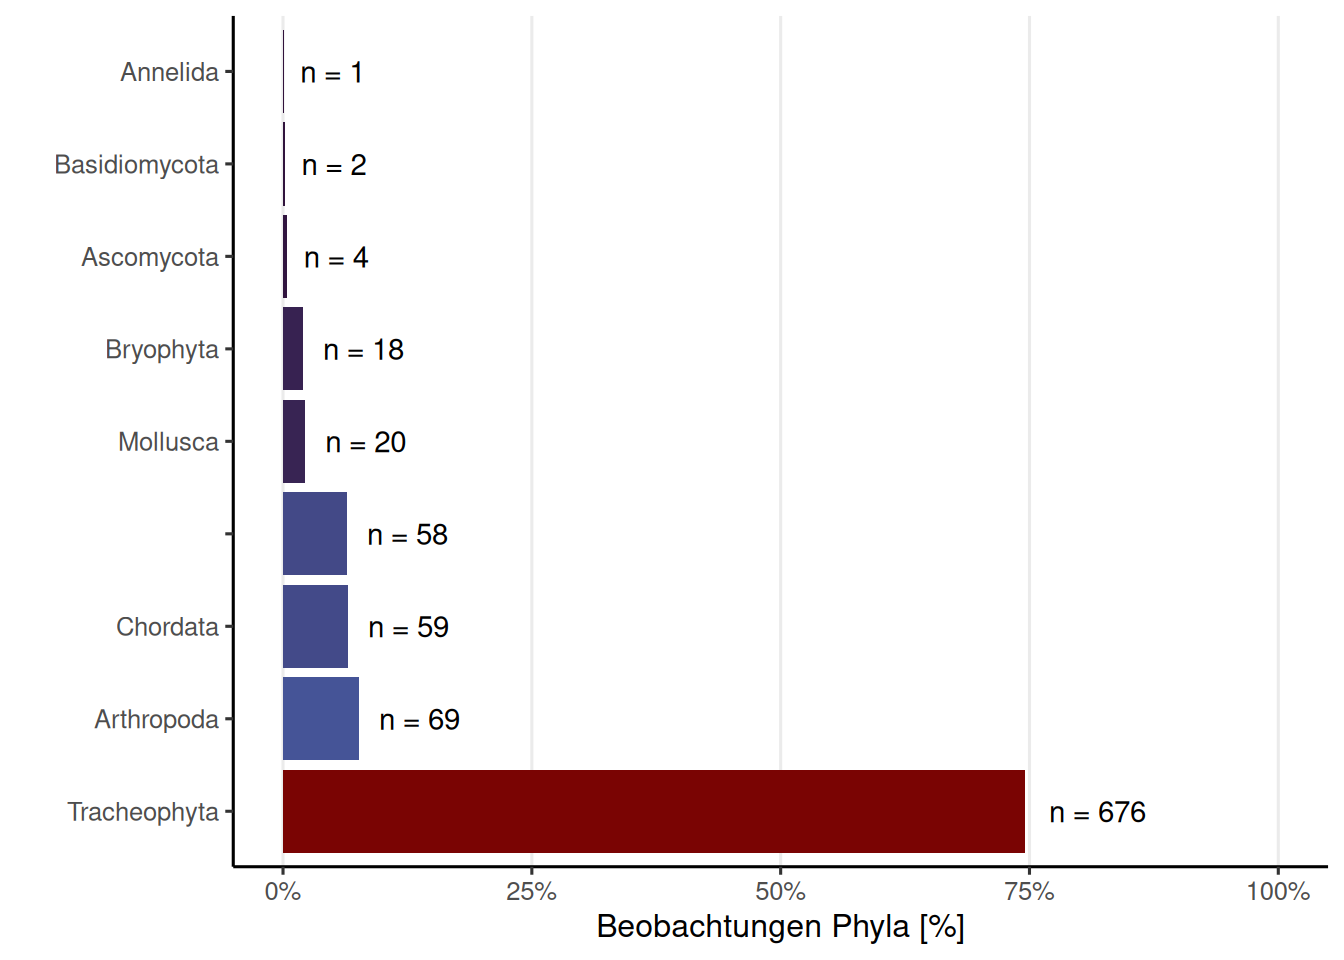 Annelida n = 1
Basidiomycota n = 2
Ascomycota n = 4
Bryophyta n = 18
Mollusca n = 20
n = 58
Chordata n = 59
Arthropoda n = 69
Tracheophyta n = 676
0% 25% 50% 75% 100%
Beobachtungen Phyla [%]